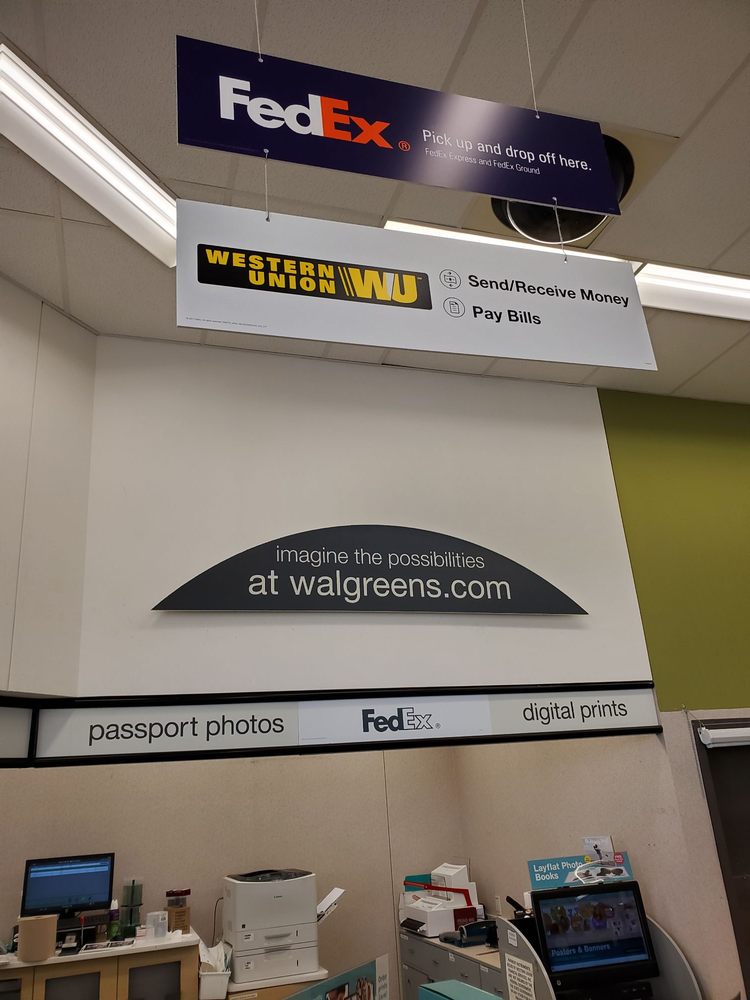 FedEx®
Pick up and drop off here.
FedEx Express and FedEx Ground
WESTERN
UNION
WU
Send/Receive Money
Pay Bills
imagine the possibilities
at walgreens.com
passport photos
FedEx®
digital prints
Layflat Photo
Books
Posters & Banners